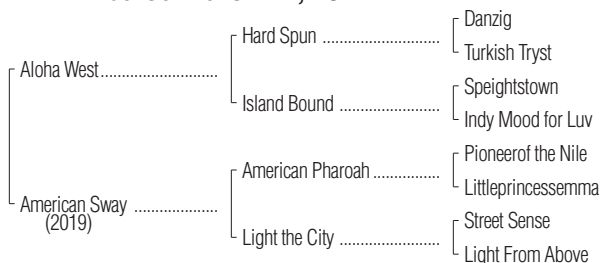 Danzig
Hard Spun ..............................
Turkish Tryst
Aloha West..............................
Speightstown
Island Bound ..........................
Indy Mood for Luv
Pioneerof the Nile
American Pharoah .................
Littleprincessemma
American Sway .....................
(2019)
Street Sense
Light the City ..........................
Light From Above